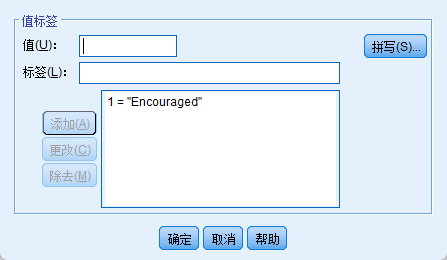 值标签
值(U):
拼写(S)...
标签(L):
1 = "Encouraged"
添加(A)
更改(C)
除去(M)
确定 取消 帮助